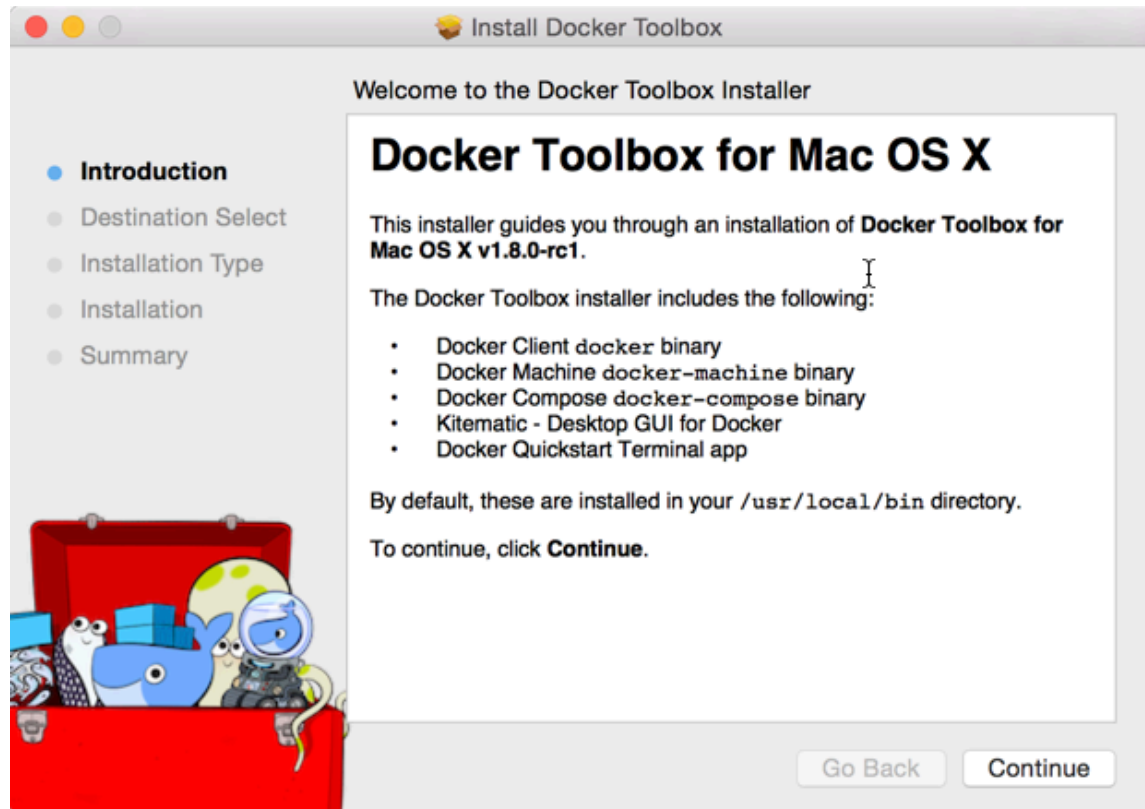 Install Docker Toolbox
Welcome to the Docker Toolbox Installer
Introduction
Destination Select
Installation Type
Installation
Summary
Docker Toolbox for Mac OS X
This installer guides you through an installation of Docker Toolbox for
Mac OS X v1.8.0-rc1.
The Docker Toolbox installer includes the following:
• Docker Client docker binary
• Docker Machine docker-machine binary
• Docker Compose docker-compose binary
• Kitematic - Desktop GUI for Docker
• Docker Quickstart Terminal app
By default, these are installed in your /usr/local/bin directory.
To continue, click Continue.
Go Back
Continue